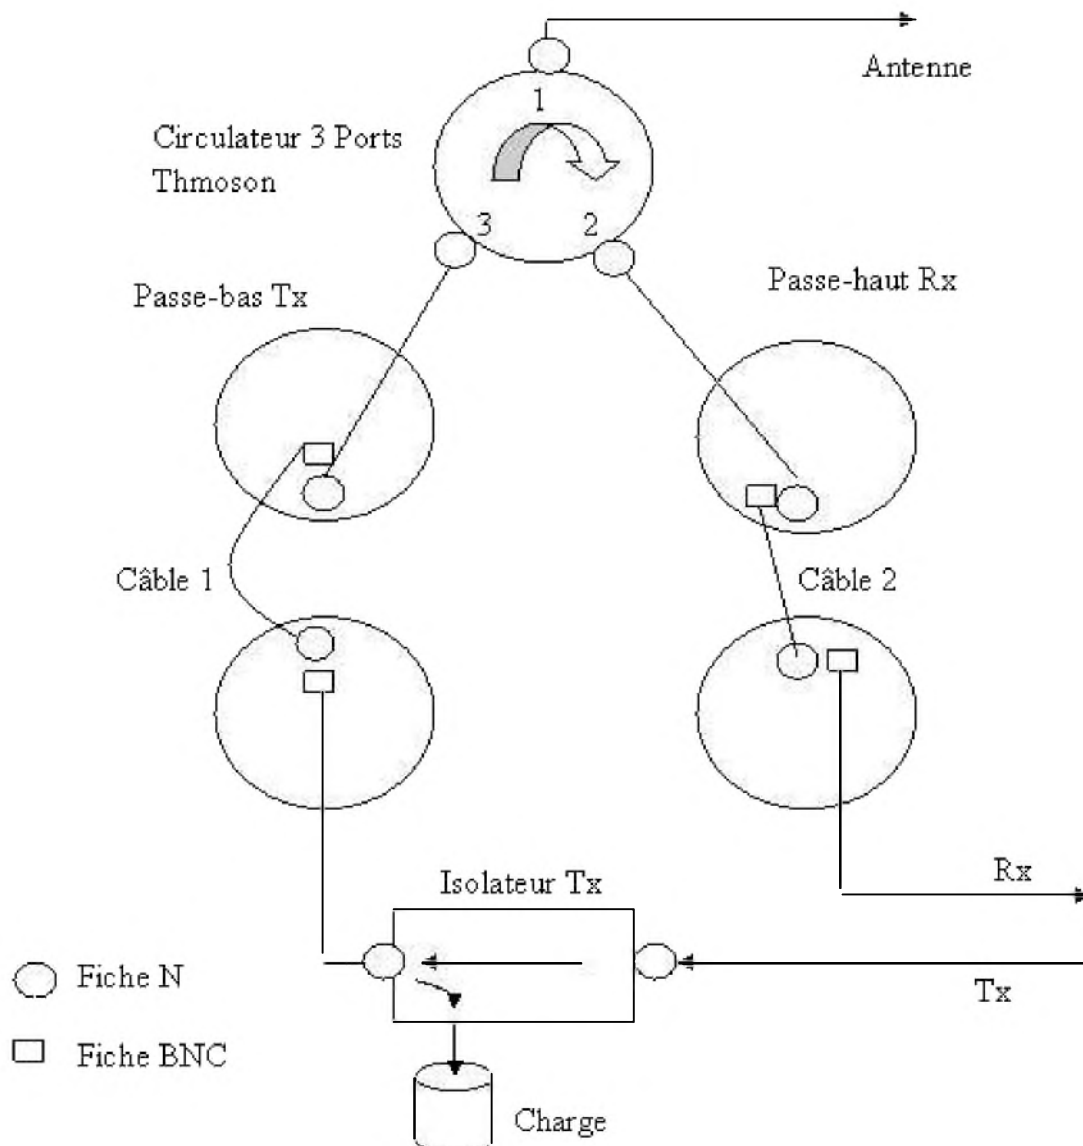 Antenne
1
Circulateur 3 Ports
Thmoson
3
2
Passe-bas Tx
Passe-haut Rx
Câble 1
Câble 2
Isolateur Tx
Rx
Fiche N
Tx
Fiche BNC
Charge